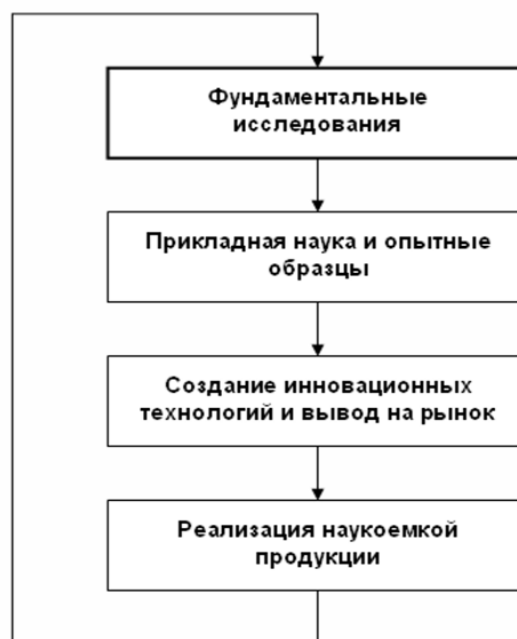 Фундаментальные
исследования
Прикладная наука и опытные
образцы
Создание инновационных
технологий и вывод на рынок
Реализация наукоемкой
продукции